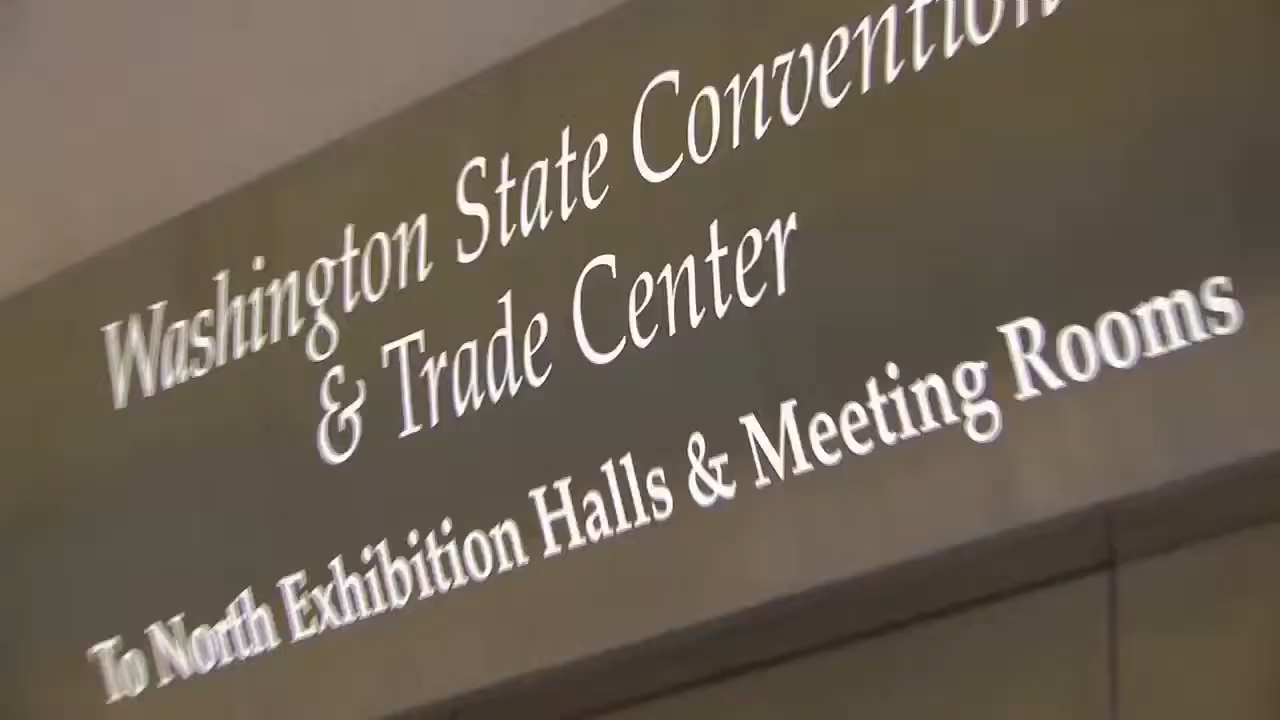 Washington State Convention
& Trade Center
To North Exhibition Halls & Meeting Rooms